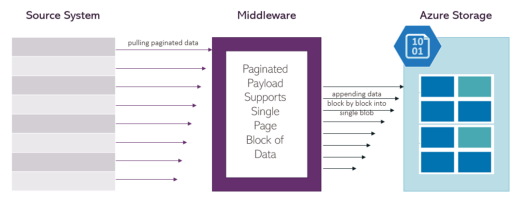 Source System
Middleware
Azure Storage
pulling paginated data
10
01
Paginated
Payload
Supports
Single
Page
Block of
Data
appending data
block by block into
single blob